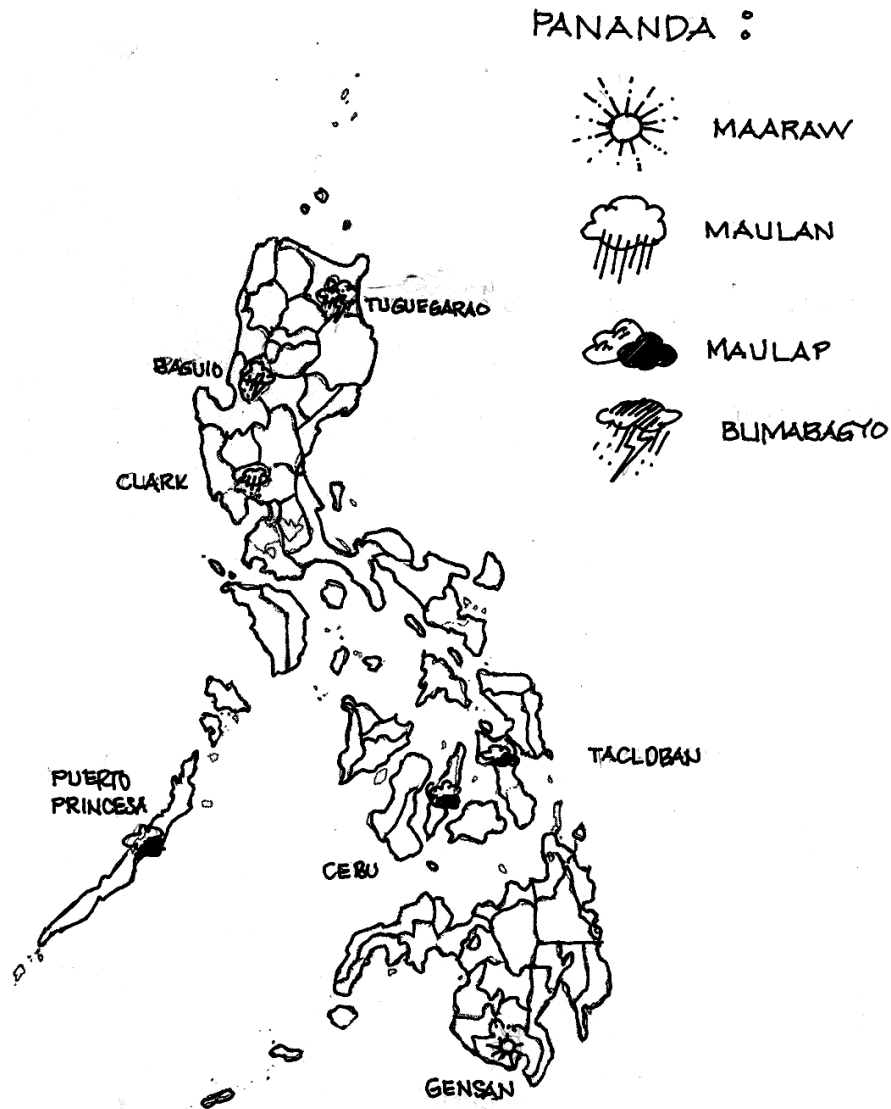 PANANDA :
MAARAW
MAULAN
MAULAP
BUMABAGYO
TUGUEGARAO
BAGUIO
CLARK
TACLOBAN
PUERTO
PRINCESA
CEBU
GENSAN